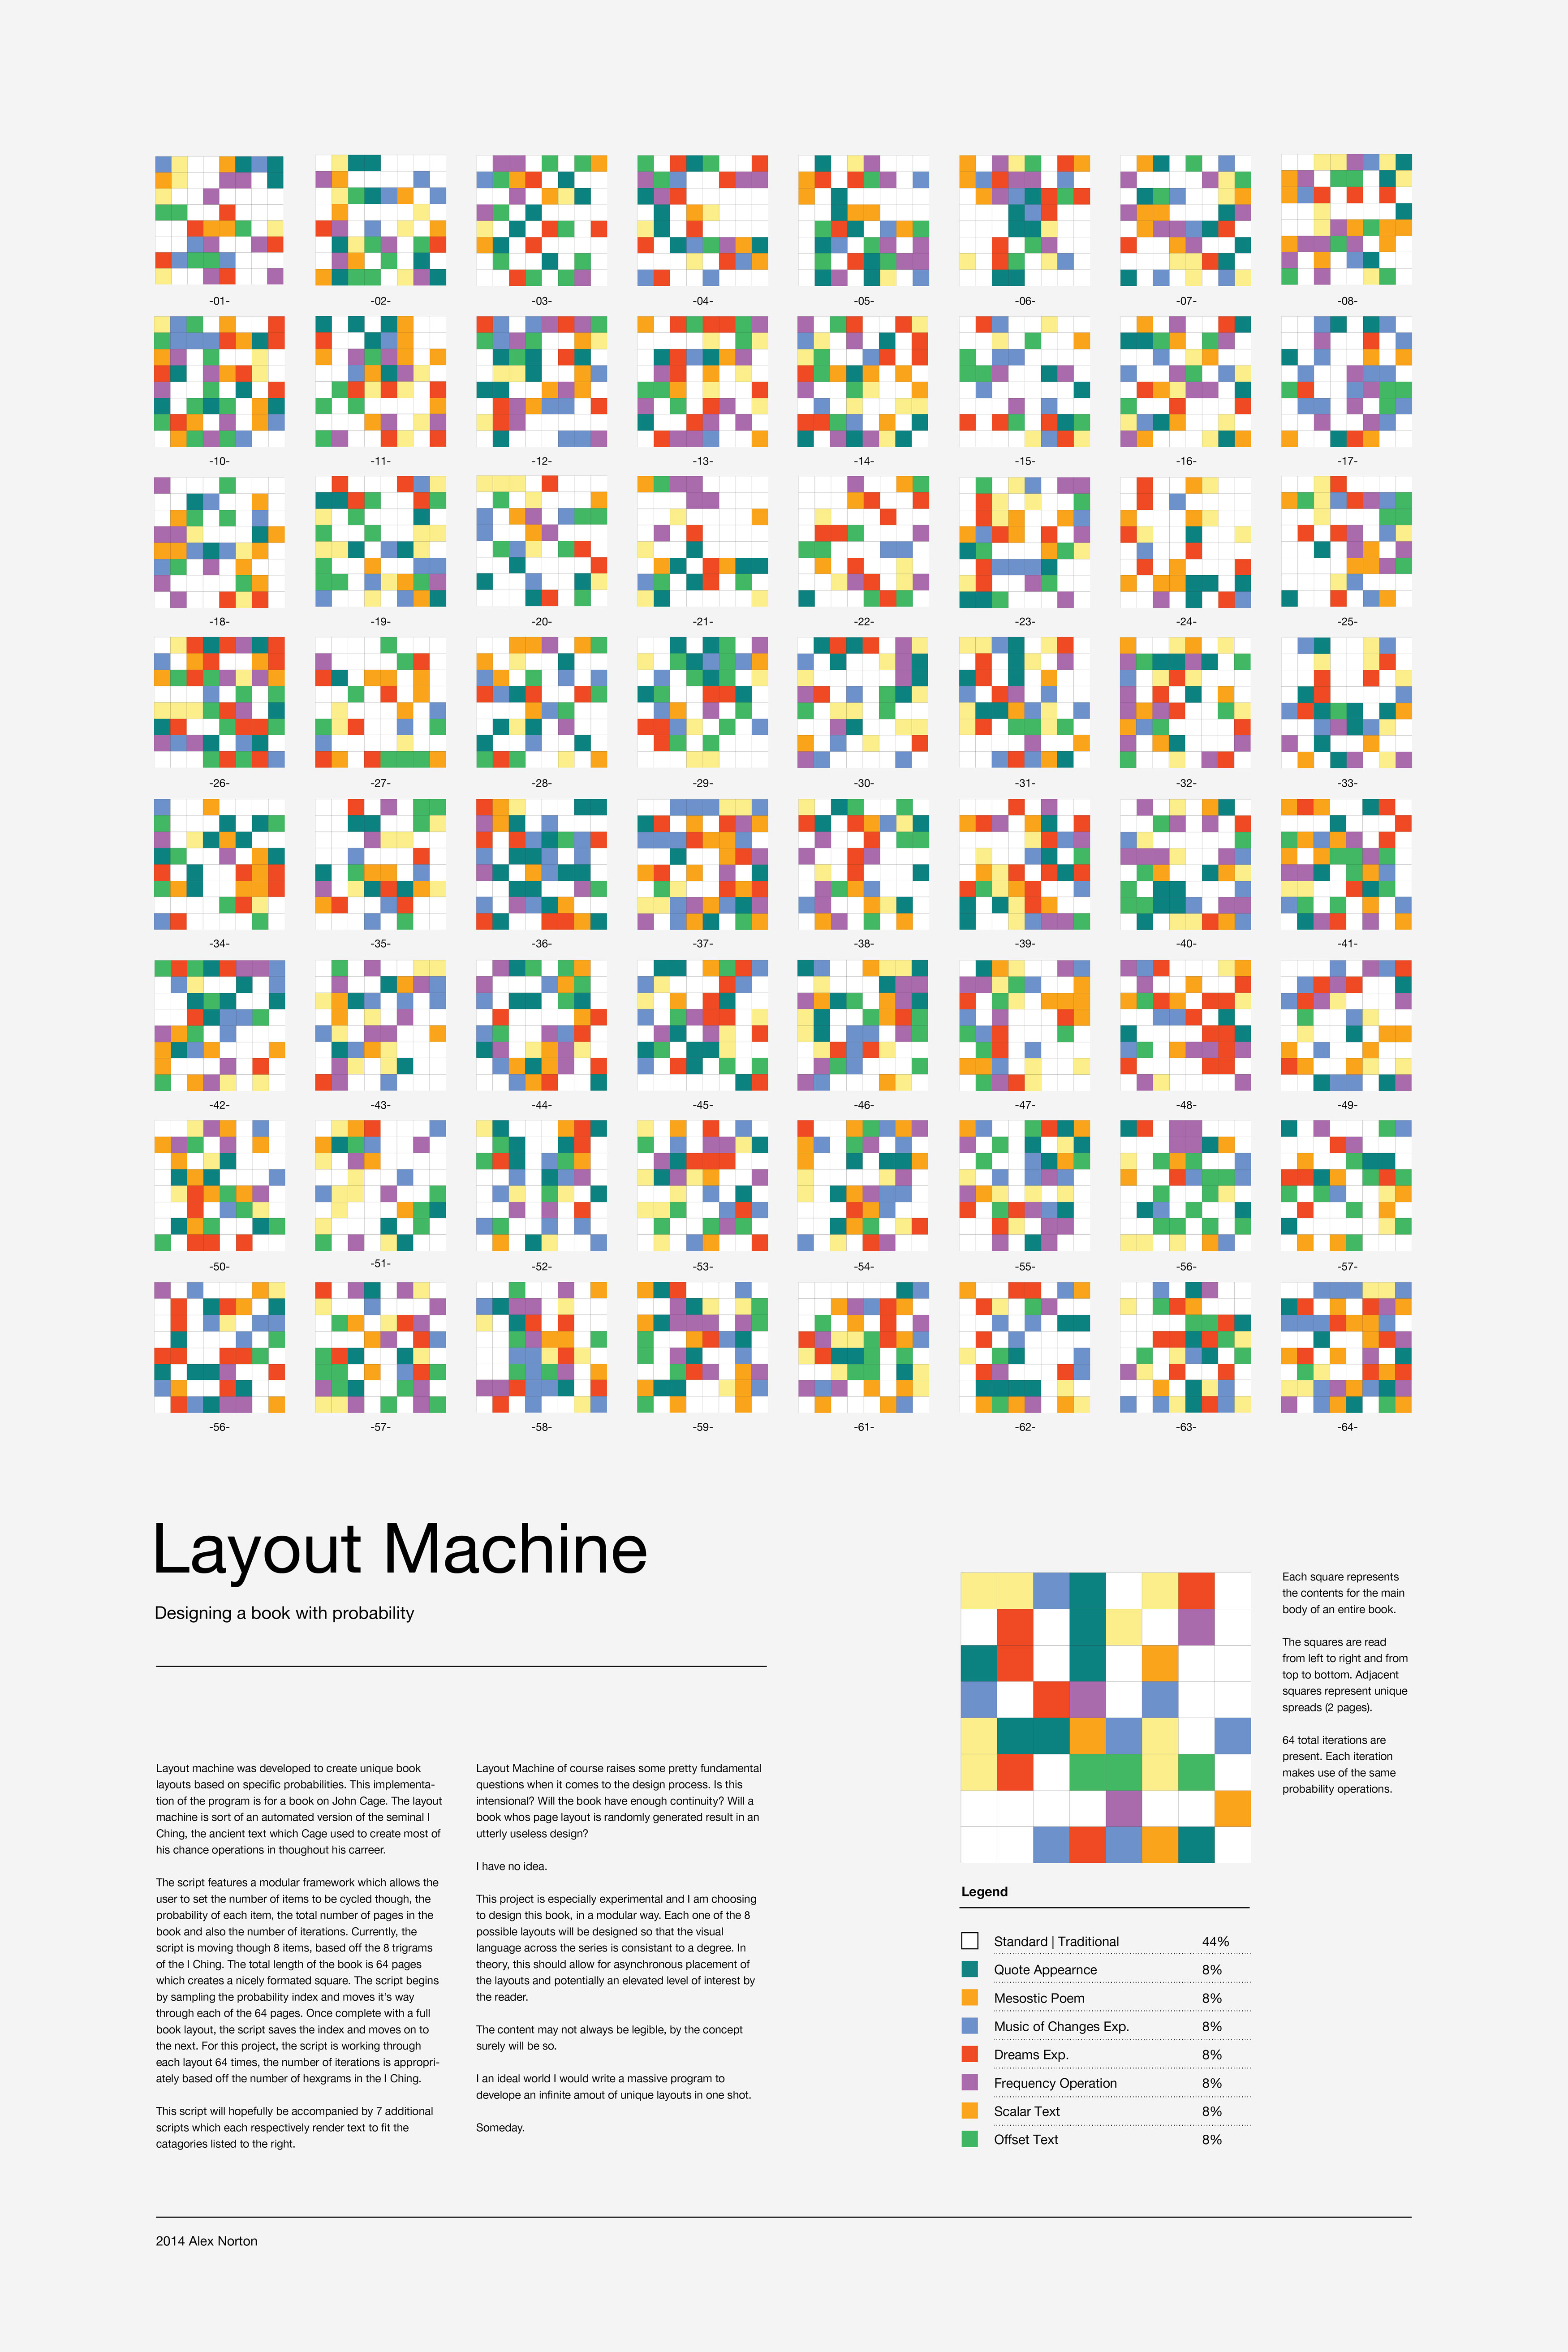 -01- -02- -03- -04- -05- -06- -07- -08-
-10- -11- -12- -13- -14- -15- -16- -17-
-18- -19- -20- -21- -22- -23- -24- -25-
-26- -27- -28- -29- -30- -31- -32- -33-
-34- -35- -36- -37- -38- -39- -40- -41-
-42- -43- -44- -45- -46- -47- -48- -49-
-50- -51- -52- -53- -54- -55- -56- -57-
-56- -57- -58- -59- -61- -62- -63- -64-
Layout Machine
Designing a book with probability
Layout machine was developed to create unique book
layouts based on specific probabilities. This implementa-
tion of the program is for a book on John Cage. The layout
machine is sort of an automated version of the seminal I
Ching, the ancient text which Cage used to create most of
his chance operations in thoughout his carreer.
The script features a modular framework which allows the
user to set the number of items to be cycled though, the
probability of each item, the total number of pages in the
book and also the number of iterations. Currently, the
script is moving though 8 items, based off the 8 trigrams
of the I Ching. The total length of the book is 64 pages
which creates a nicely formated square. The script begins
by sampling the probability index and moves it's way
through each of the 64 pages. Once complete with a full
book layout, the script saves the index and moves on to
the next. For this project, the script is working through
each layout 64 times, the number of iterations is appropri-
ately based off the number of hexgrams in the I Ching.
This script will hopefully be accompanied by 7 additional
scripts which each respectively render text to fit the
catagories listed to the right.
Layout Machine of course raises some pretty fundamental
questions when it comes to the design process. Is this
intensional? Will the book have enough continuity? Will a
book whos page layout is randomly generated result in an
utterly useless design?
I have no idea.
This project is especially experimental and I am choosing
to design this book, in a modular way. Each one of the 8
possible layouts will be designed so that the visual
language across the series is consistant to a degree. In
theory, this should allow for asynchronous placement of
the layouts and potentially an elevated level of interest by
the reader.
The content may not always be legible, by the concept
surely will be so.
I an ideal world I would write a massive program to
develope an infinite amout of unique layouts in one shot.
Someday.
Each square represents
the contents for the main
body of an entire book.
The squares are read
from left to right and from
top to bottom. Adjacent
squares represent unique
spreads (2 pages).
64 total iterations are
present. Each iteration
makes use of the same
probability operations.
Legend
Standard | Traditional 44%
Quote Appearnce 8%
Mesostic Poem 8%
Music of Changes Exp. 8%
Dreams Exp. 8%
Frequency Operation 8%
Scalar Text 8%
Offset Text 8%
2014 Alex Norton